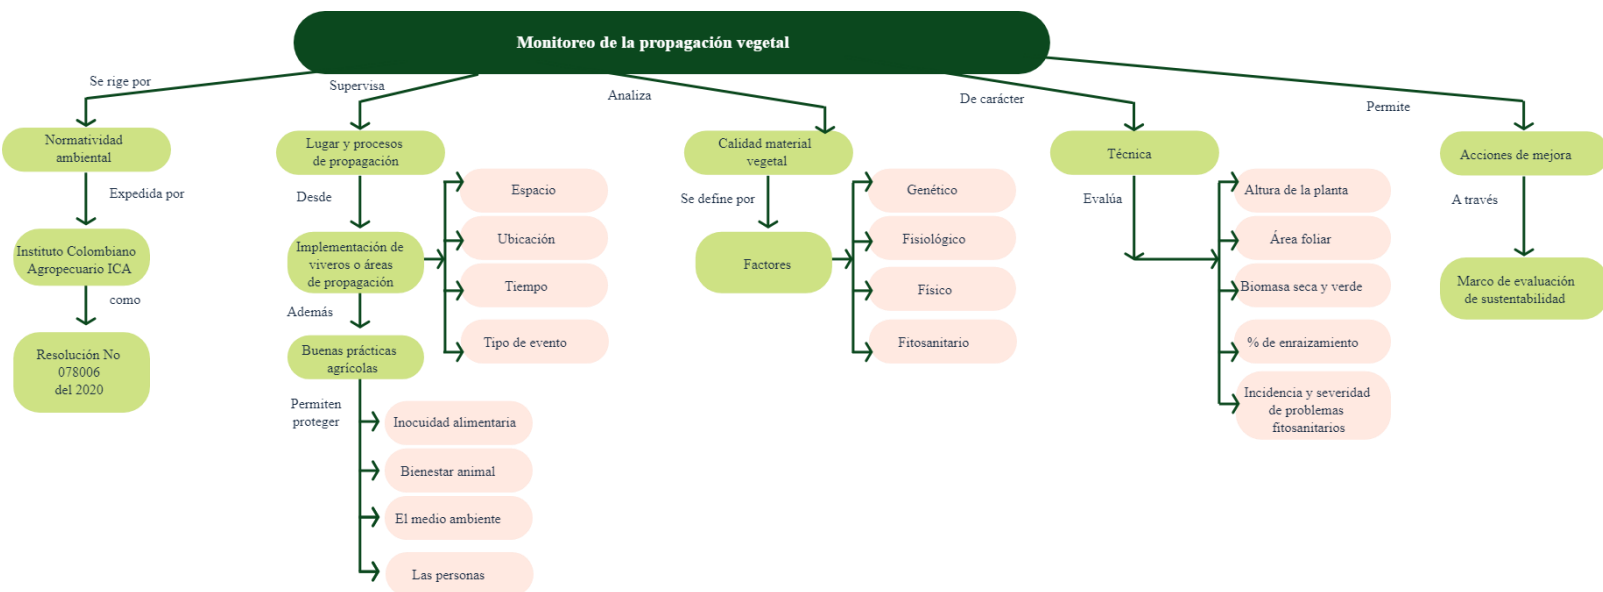 Monitoreo de la propagación vegetal
Se rige por
Supervisa
Analiza
De carácter
Permite
Normatividad
ambiental
Expedida por
Instituto Colombiano
Agropecuario ICA
como
Resolución No
078006
del 2020
Lugar y procesos
de propagación
Desde
Implementación de
viveros o áreas
de propagación
Espacio
Ubicación
Tiempo
Tipo de evento
Además
Buenas prácticas
agrícolas
Permiten
proteger
Inocuidad alimentaria
Bienestar animal
El medio ambiente
Las personas
Calidad material
vegetal
Se define por
Factores
Genético
Fisiológico
Físico
Fitosanitario
Técnica
Evalúa
Altura de la planta
Área foliar
Biomasa seca y verde
% de enraizamiento
Incidencia y severidad
de problemas
fitosanitarios
Acciones de mejora
A través
Marco de evaluación
de sustentabilidad